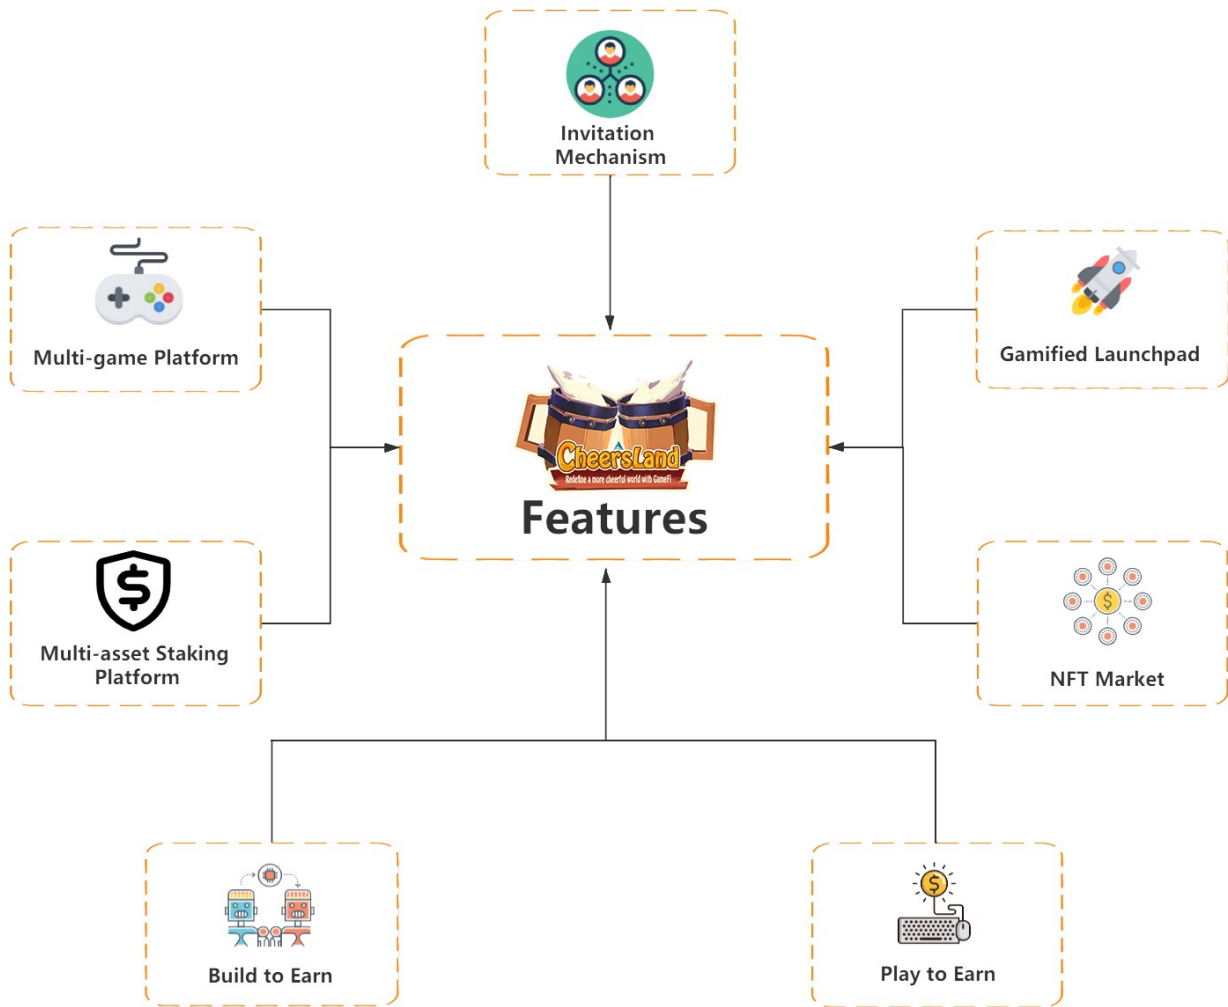 Invitation
Mechanism
Multi-game Platform
Gamified Launchpad
CheersLand
Redefine a more cheerful world with GameFi
Features
Multi-asset Staking
Platform
NFT Market
Build to Earn
Play to Earn